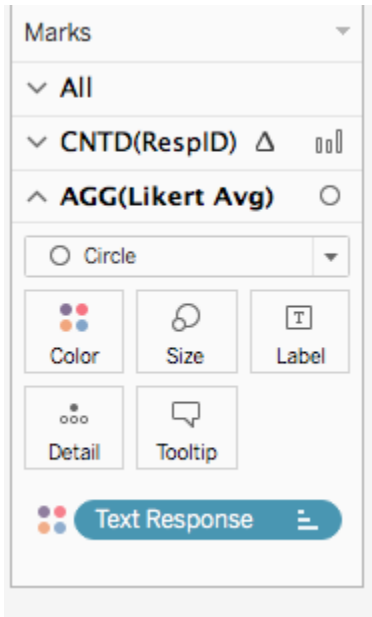 Marks
All
CNTD(RespID) Δ
AGG(Likert Avg)
Circle
T
Color Size Label
Detail Tooltip
Text Response